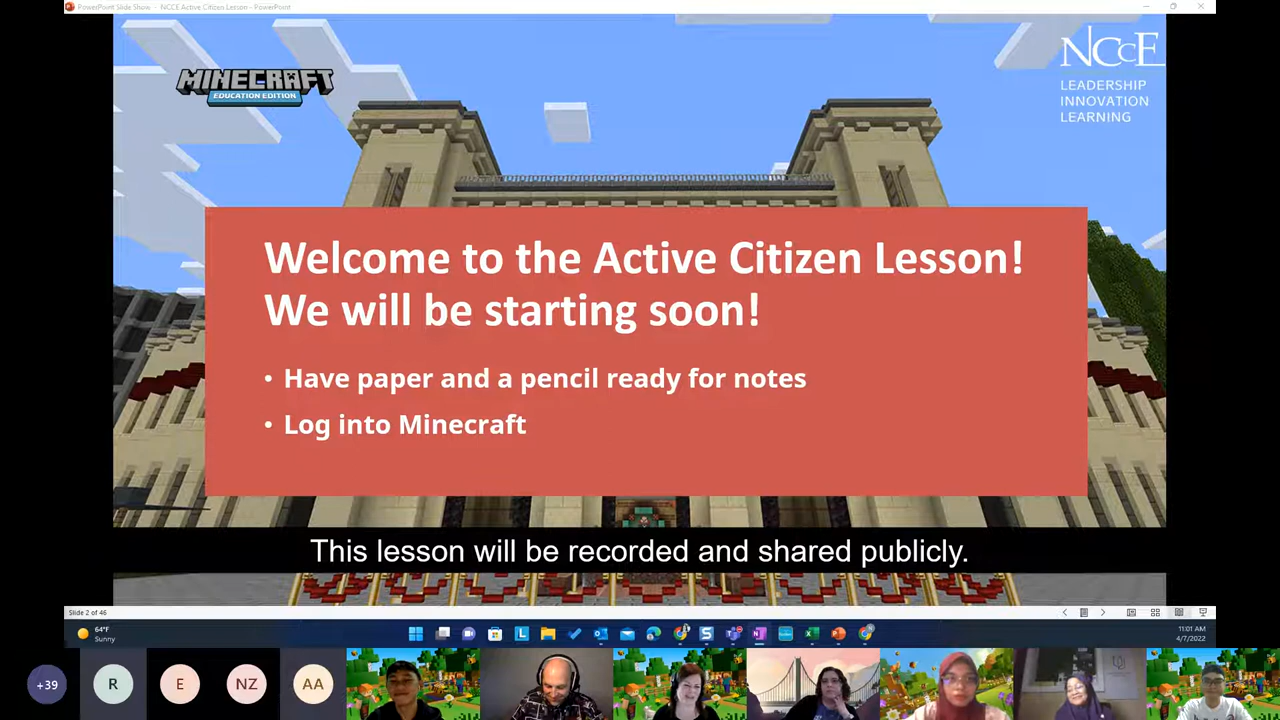 PowerPoint Slide Show - NCCE Active Citizen Lesson - PowerPoint
MINECRAFT
EDUCATION EDITION
NCCE
LEADERSHIP
INNOVATION
LEARNING
Welcome to the Active Citizen Lesson!
We will be starting soon!
• Have paper and a pencil ready for notes
• Log into Minecraft
This lesson will be recorded and shared publicly.
Slide 2 of 46
64°F
Sunny
11:01 AM
4/7/2022
+39
R
E
NZ
AA